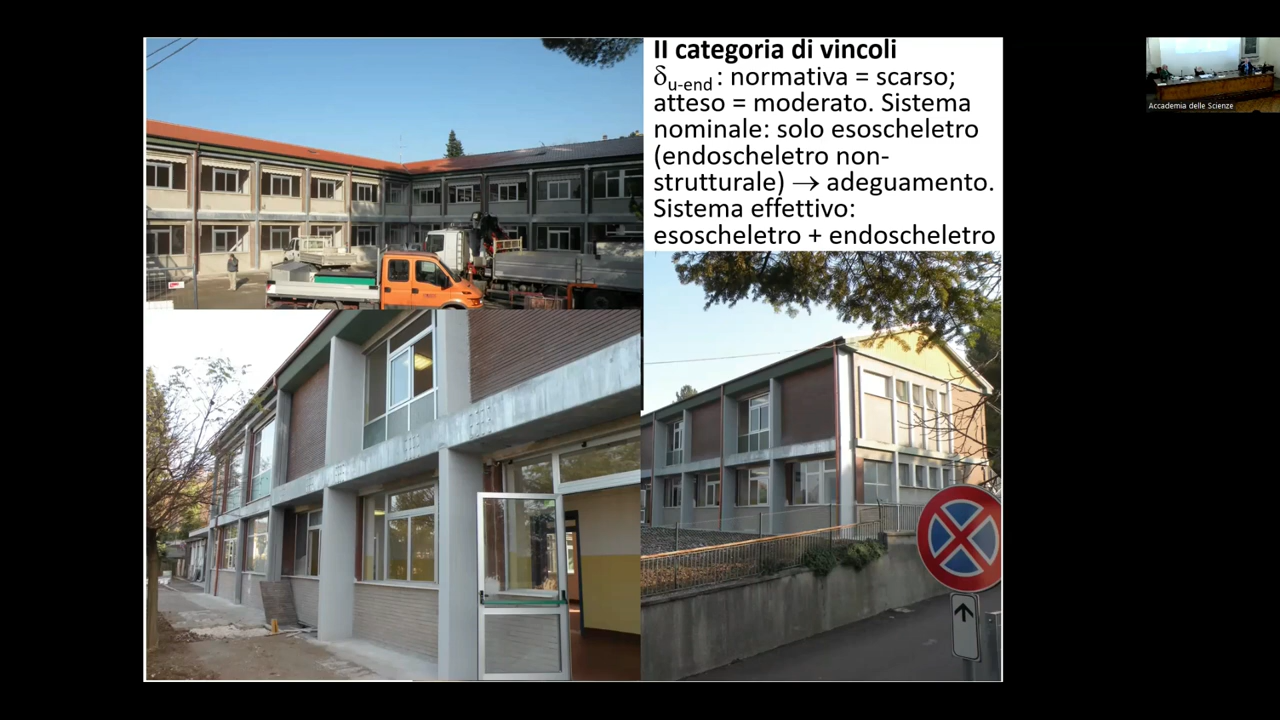 II categoria di vincoli
δu-end : normativa = scarso;
atteso = moderato. Sistema
nominale: solo esoscheletro
(endoscheletro non-
strutturale) → adeguamento.
Sistema effettivo:
esoscheletro + endoscheletro
Accademia delle Scienze